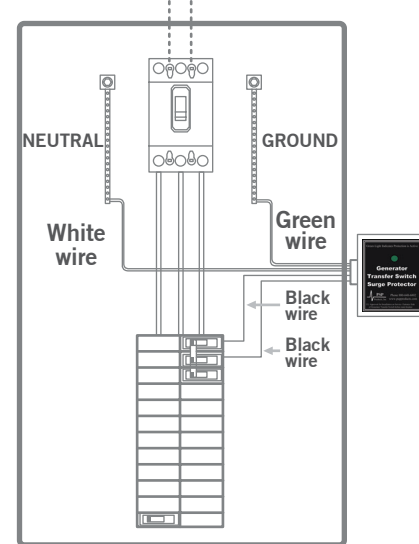 NEUTRAL
GROUND
White
wire
Green
wire
Black
wire
Black
wire
Generator
Transfer Switch
Surge Protector